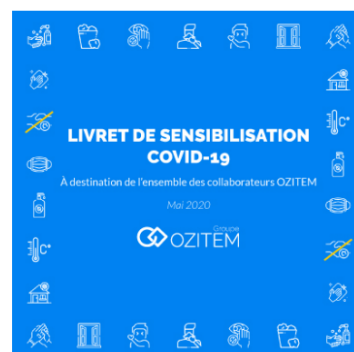 LIVRET DE SENSIBILISATION
COVID-19
À destination de l'ensemble des collaborateurs OZITEM
Mai 2020
Groupe
OZITEM
C°
C°